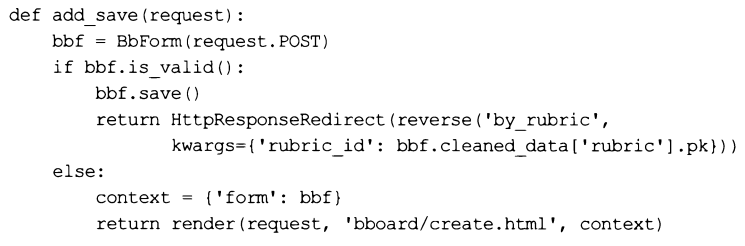 def add_save(request):
    bbf = BbForm(request.POST)
    if bbf.is_valid():
        bbf.save()
        return HttpResponseRedirect(reverse('by_rubric',
               kwargs={'rubric_id': bbf.cleaned_data['rubric'].pk}))
    else:
        context = {'form': bbf}
        return render(request, 'bboard/create.html', context)